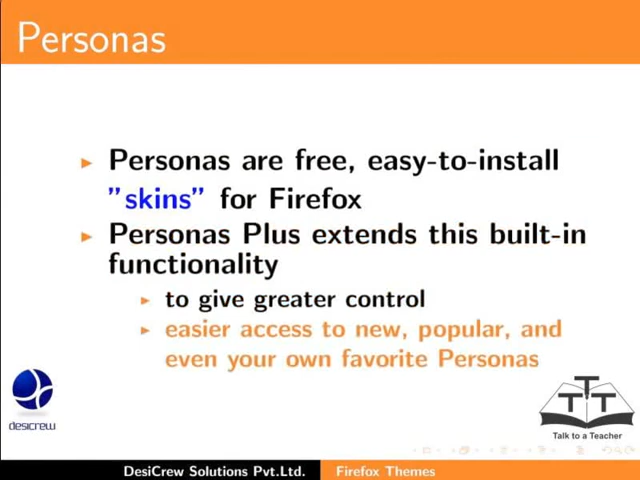 Personas
Personas are free, easy-to-install
"skins" for Firefox
Personas Plus extends this built-in
functionality
to give greater control
easier access to new, popular, and
even your own favorite Personas
desicrew
TTT
Talk to a Teacher
DesiCrew Solutions Pvt.Ltd.
Firefox Themes